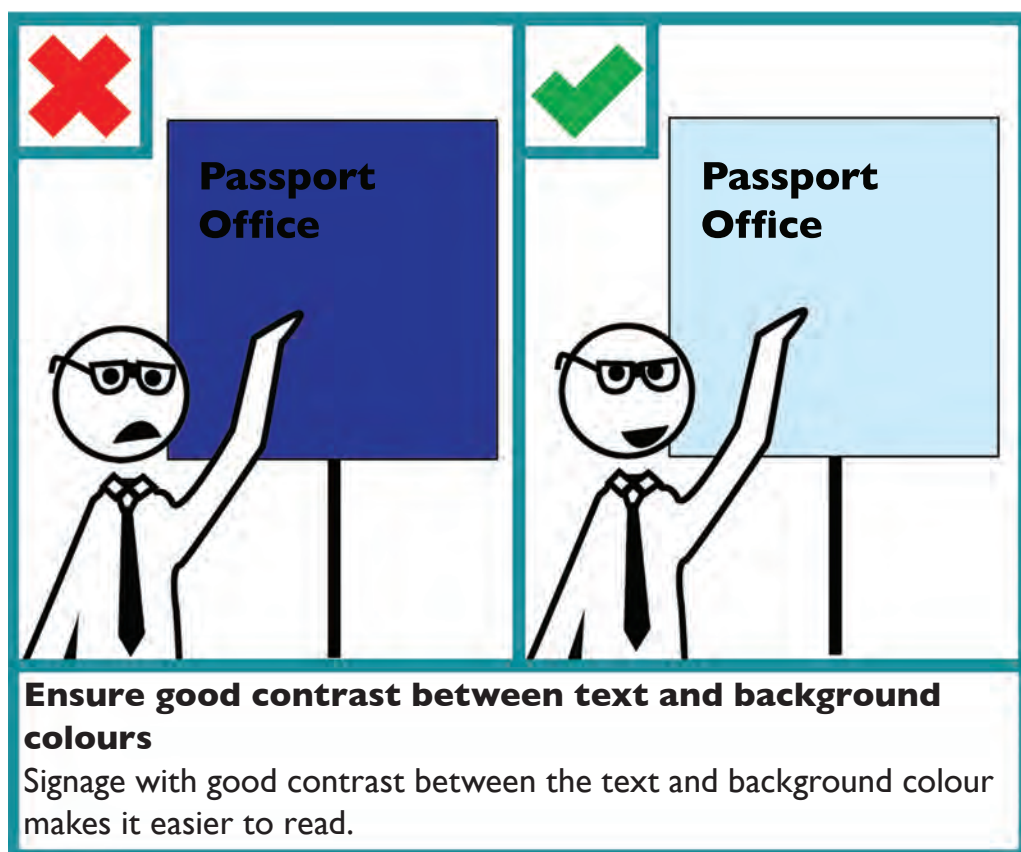 Passport
Office
Passport
Office
Ensure good contrast between text and background
colours
Signage with good contrast between the text and background colour
makes it easier to read.